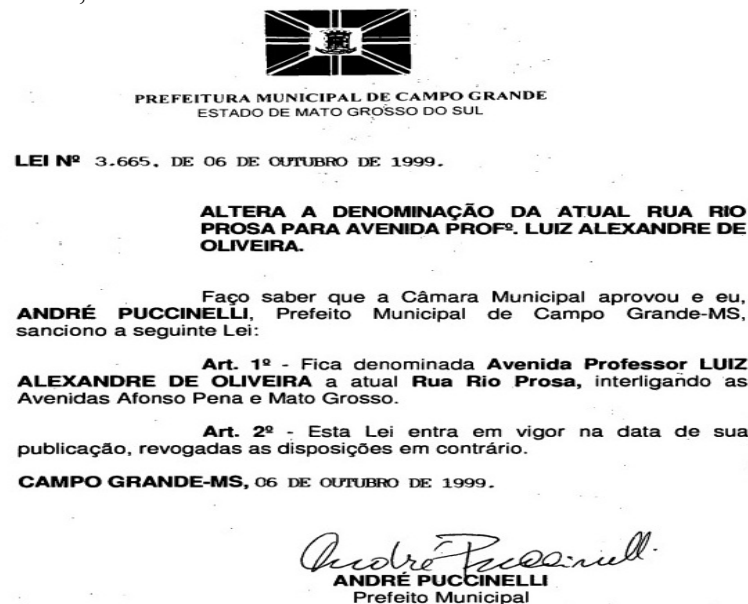 PREFEITURA MUNICIPAL DE CAMPO GRANDE
ESTADO DE MATO GROSSO DO SUL
LEI Nº 3.665, DE 06 DE OUTUBRO DE 1999.
ALTERA A DENOMINAÇÃO DA ATUAL RUA RIO
PROSA PARA AVENIDA PROFº. LUIZ ALEXANDRE DE
OLIVEIRA.
Faço saber que a Câmara Municipal aprovou e eu,
ANDRÉ PUCCINELLI, Prefeito Municipal de Campo Grande-MS,
sanciono a seguinte Lei:
Art. 1º - Fica denominada Avenida Professor LUIZ
ALEXANDRE DE OLIVEIRA a atual Rua Rio Prosa, interligando as
Avenidas Afonso Pena e Mato Grosso.
Art. 2º - Esta Lei entra em vigor na data de sua
publicação, revogadas as disposições em contrário.
CAMPO GRANDE-MS, 06 DE OUTUBRO DE 1999.
André Puccinelli
ANDRÉ PUCCINELLI
Prefeito Municipal